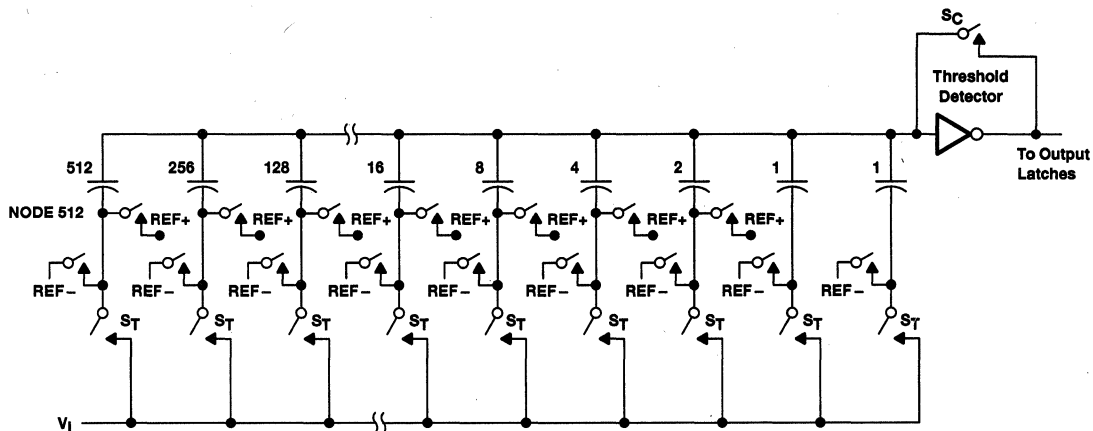 SC
Threshold
Detector
To Output
Latches
512 256 128 16 8 4 2 1 1
NODE 512 REF+ REF+ REF+ REF+ REF+ REF+ REF+
REF− REF− REF− REF− REF− REF− REF− REF− REF−
ST ST ST ST ST ST ST ST ST
VI